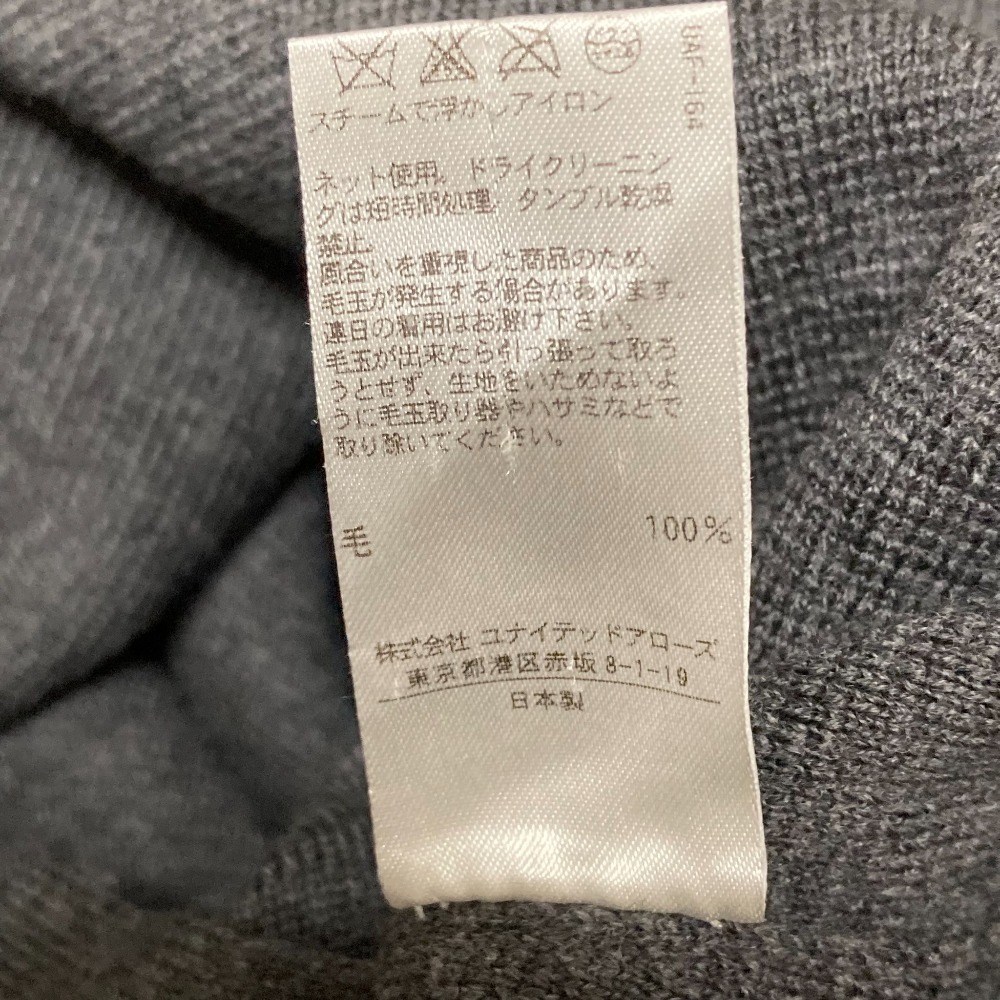 UAF-164
スチームで浮かしアイロン
ネット使用。ドライクリーニン
グは短時間処理。タンブル乾燥
禁止
風合いを重視した商品のため、
毛玉が発生する場合があります。
連日の着用はお避け下さい。
毛玉が出来たら引っ張って取ろ
うとせず、生地をいためないよ
うに毛玉取り器やハサミなどで
取り除いてください。
毛 100%
株式会社 ユナイテッドアローズ
東京都港区赤坂8-1-19
日本製